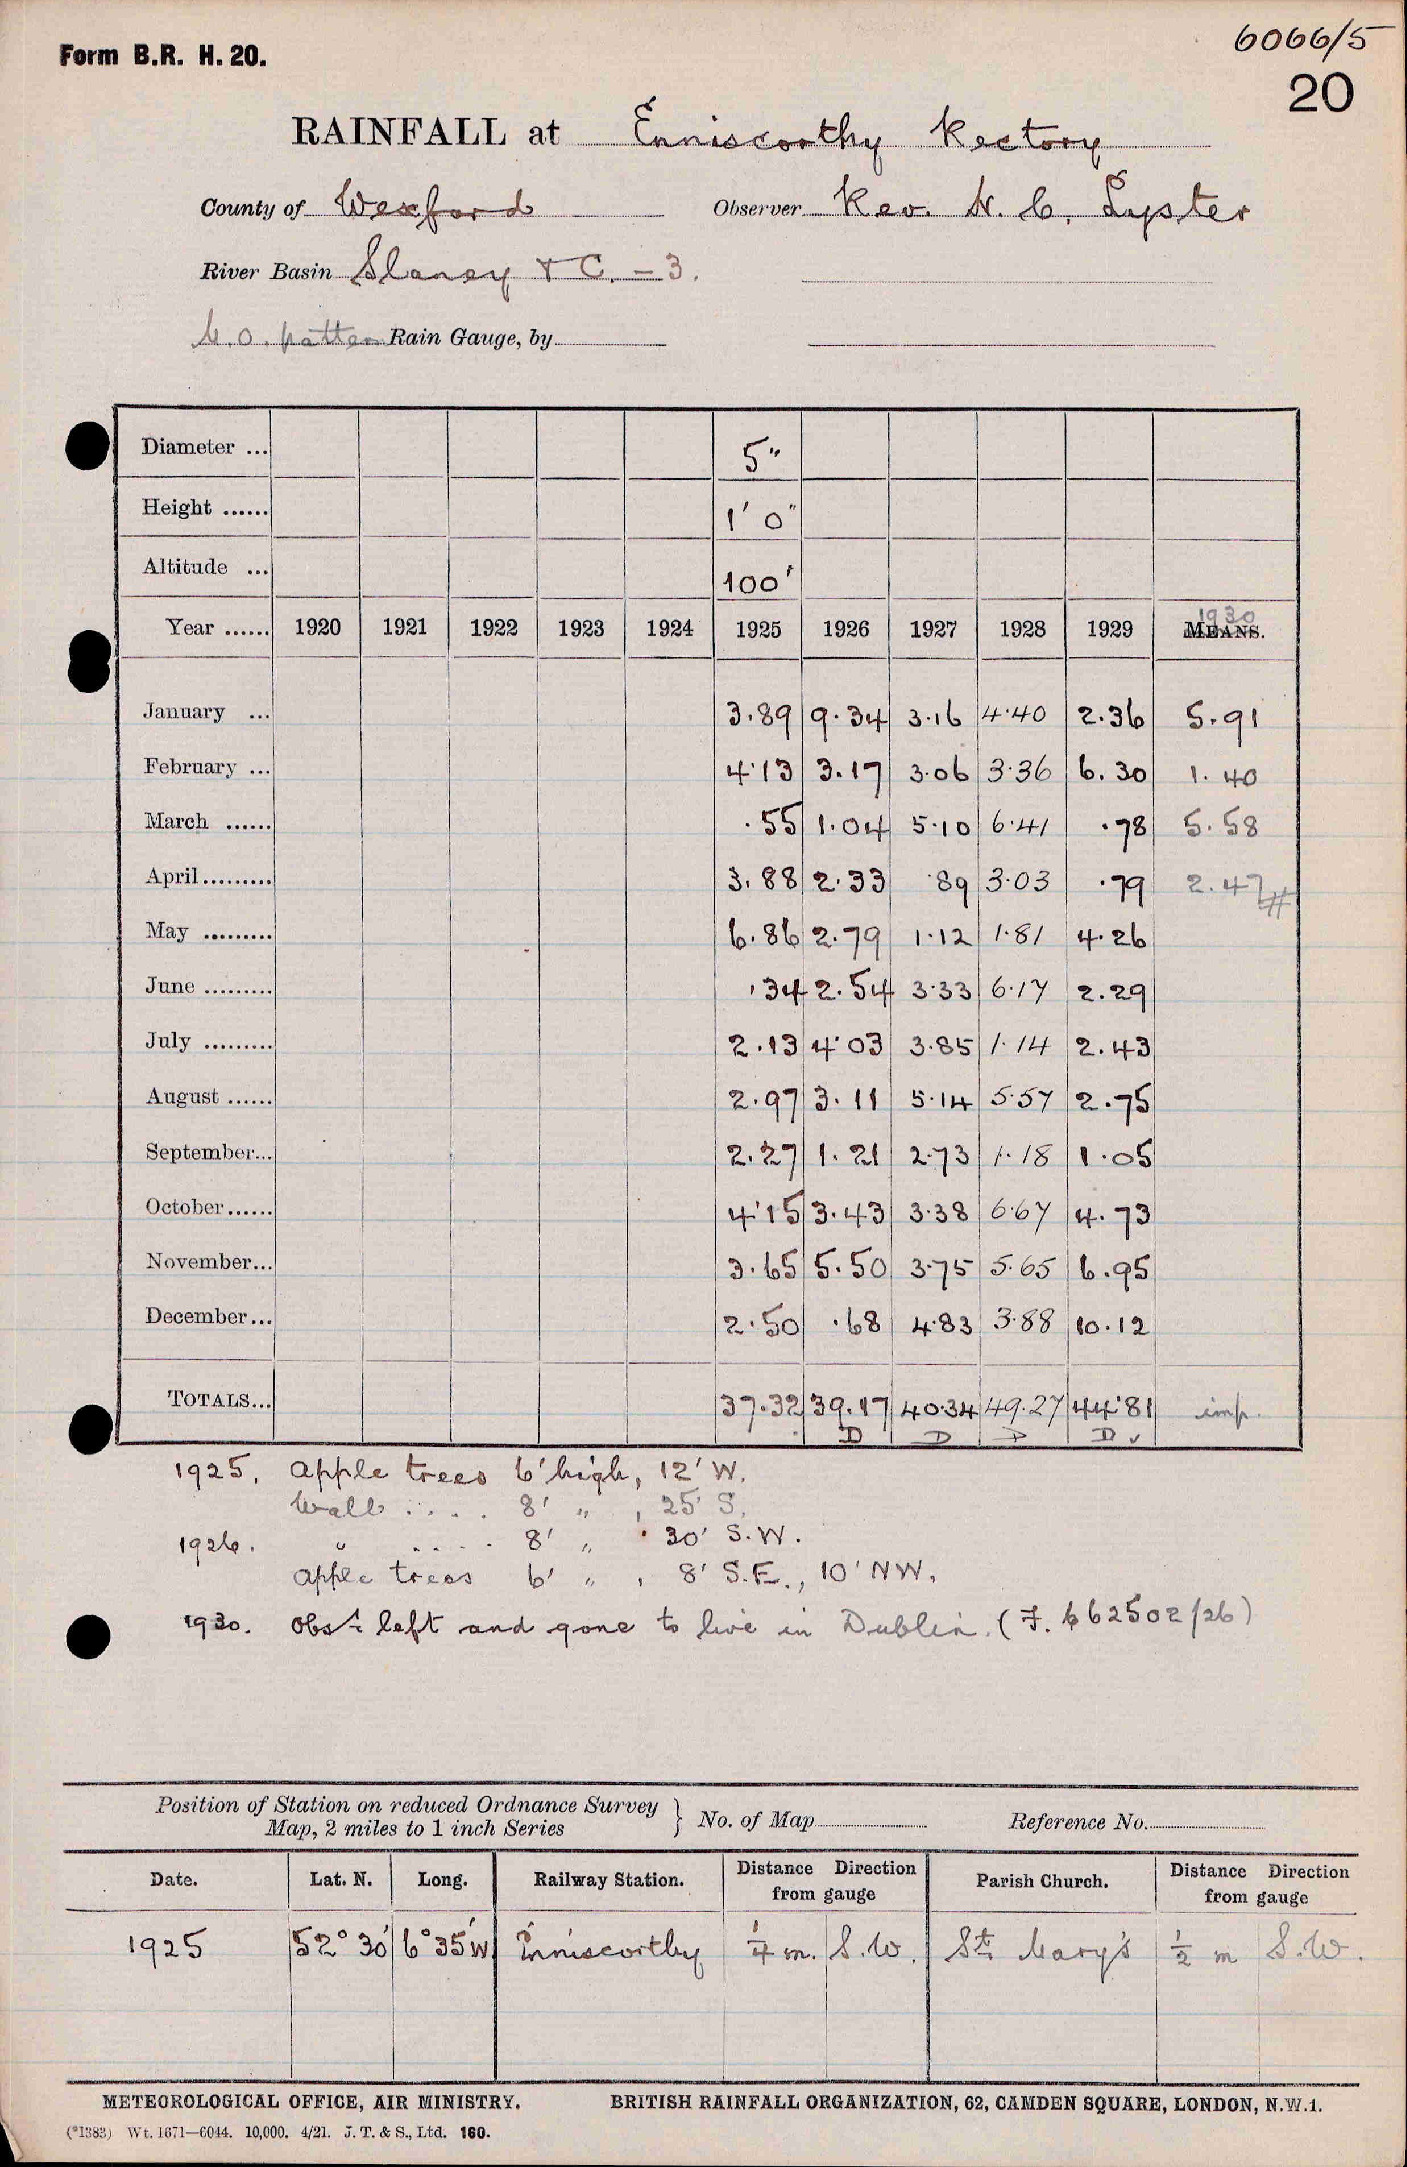 6066/5
Form B.R. H. 20.
20
RAINFALL at Enniscorthy Rectory
County of Wexford Observer Rev. H. C. Lyster
River Basin Slaney &C. - 3.
M.O. pattern Rain Gauge, by
Diameter ... 5"
Height ...... 1' 0"
Altitude ... 100'
Year ...... 1920 1921 1922 1923 1924 1925 1926 1927 1928 1929 MEANS. 1930
January ... 3.89 9.34 3.16 4.40 2.36 5.91
February ... 4.13 3.17 3.06 3.36 6.30 1.40
March ...... .55 1.04 5.10 6.41 .78 5.58
April ......... 3.88 2.33 .89 3.03 .79 2.47 #
May ......... 6.86 2.79 1.12 1.81 4.26
June ......... .34 2.54 3.33 6.17 2.29
July ......... 2.13 4.03 3.85 1.14 2.43
August ...... 2.97 3.11 5.14 5.57 2.75
September... 2.27 1.21 2.73 1.18 1.05
October...... 4.15 3.43 3.38 6.67 4.73
November... 3.65 5.50 3.75 5.65 6.95
December... 2.50 .68 4.83 3.88 10.12
TOTALS... 37.32 39.17 40.34 49.27 44.81 imp.
D D D D ✓
1925. Apple trees 6' high, 12' W.
Wall .... 8' " , 25' S.
1926. " .... 8' " . 30' S.W.
Apple trees 6' " , 8' S.E., 10' NW.
1930. Obsr. left and gone to live in Dublin. (F. 662502/26)
Position of Station on reduced Ordnance Survey
Map, 2 miles to 1 inch Series } No. of Map Reference No.
Date. Lat. N. Long. Railway Station. Distance Direction from gauge Parish Church. Distance Direction from gauge
1925 52° 30' 6° 35' W. Enniscorthy 1/4 m. S.W. St. Mary's 1/2 m S.W.
METEOROLOGICAL OFFICE, AIR MINISTRY. BRITISH RAINFALL ORGANIZATION, 62, CAMDEN SQUARE, LONDON, N.W.1.
(*1383) Wt. 1671—6044. 10,000. 4/21. J. T. & S., Ltd. 160.